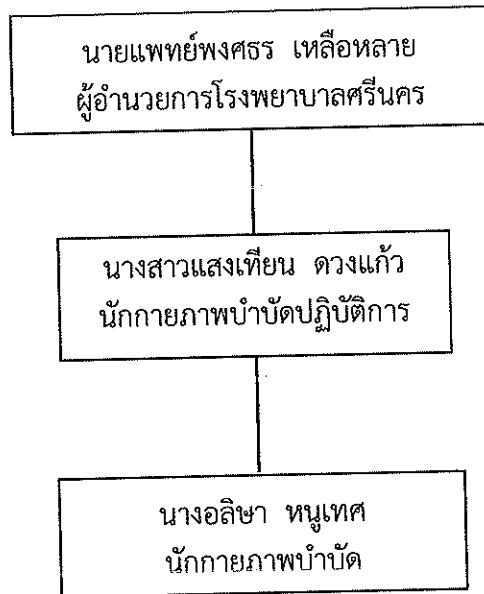 นายแพทย์พงศธร เหลือหลาย
ผู้อำนวยการโรงพยาบาลศรีนคร
นางสาวแสงเทียน ดวงแก้ว
นักกายภาพบำบัดปฏิบัติการ
นางอลิษา หนูเทศ
นักกายภาพบำบัด